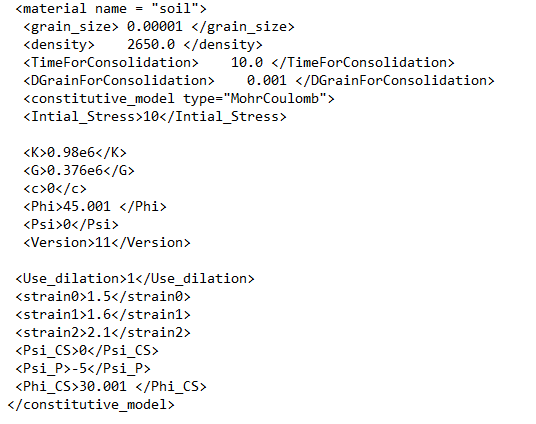 <material name = "soil">
<grain_size> 0.00001 </grain_size>
<density>    2650.0 </density>
<TimeForConsolidation>    10.0 </TimeForConsolidation>
<DGrainForConsolidation>    0.001 </DGrainForConsolidation>
<constitutive_model type="MohrCoulomb">
<Intial_Stress>10</Intial_Stress>
<K>0.98e6</K>
<G>0.376e6</G>
<c>0</c>
<Phi>45.001 </Phi>
<Psi>0</Psi>
<Version>11</Version>
<Use_dilation>1</Use_dilation>
<strain0>1.5</strain0>
<strain1>1.6</strain1>
<strain2>2.1</strain2>
<Psi_CS>0</Psi_CS>
<Psi_P>-5</Psi_P>
<Phi_CS>30.001 </Phi_CS>
</constitutive_model>